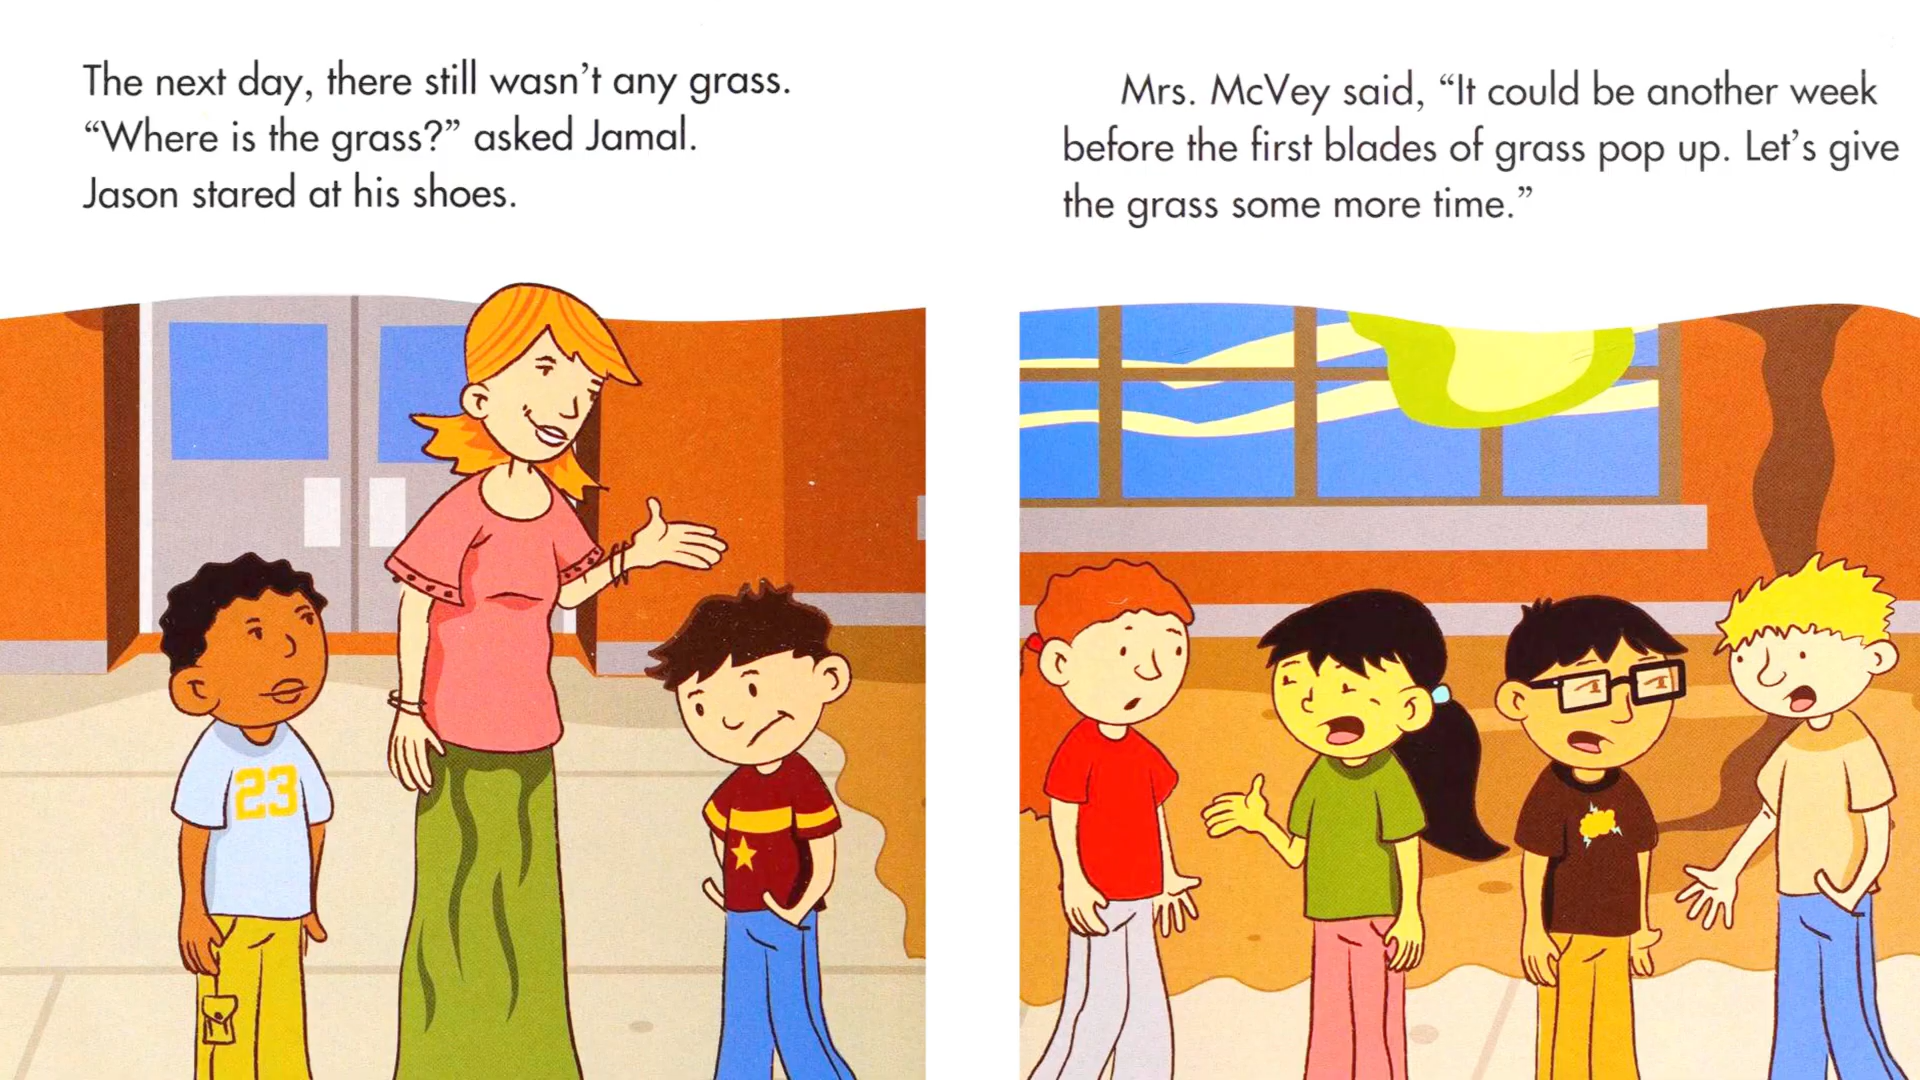 The next day, there still wasn’t any grass.
“Where is the grass?” asked Jamal.
Jason stared at his shoes.
Mrs. McVey said, “It could be another week
before the first blades of grass pop up. Let’s give
the grass some more time.”
23